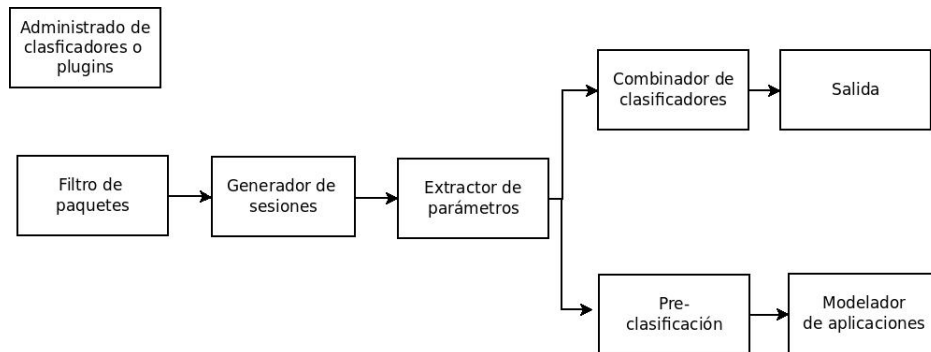 Administrado de
clasficadores o
plugins
Combinador de
clasificadores
Salida
Filtro de
paquetes
Generador de
sesiones
Extractor de
parámetros
Pre-
clasificación
Modelador
de aplicaciones